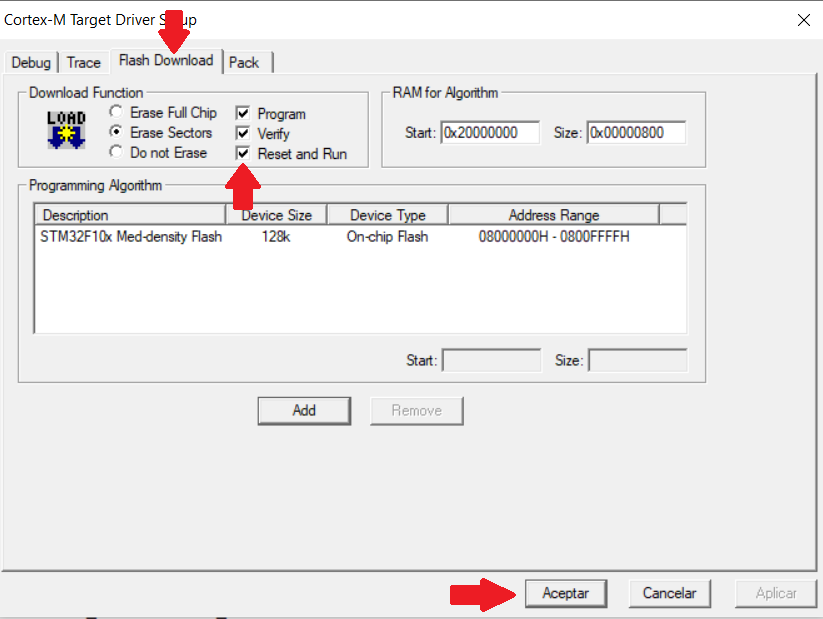 Cortex-M Target Driver Setup
Debug Trace Flash Download Pack
Download Function
LOAD
Erase Full Chip
Erase Sectors
Do not Erase
Program
Verify
Reset and Run
RAM for Algorithm
Start: 0x20000000 Size: 0x00000800
Programming Algorithm
Description Device Size Device Type Address Range
STM32F10x Med-density Flash 128k On-chip Flash 08000000H - 0800FFFFH
Start: Size:
Add Remove
Aceptar Cancelar Aplicar